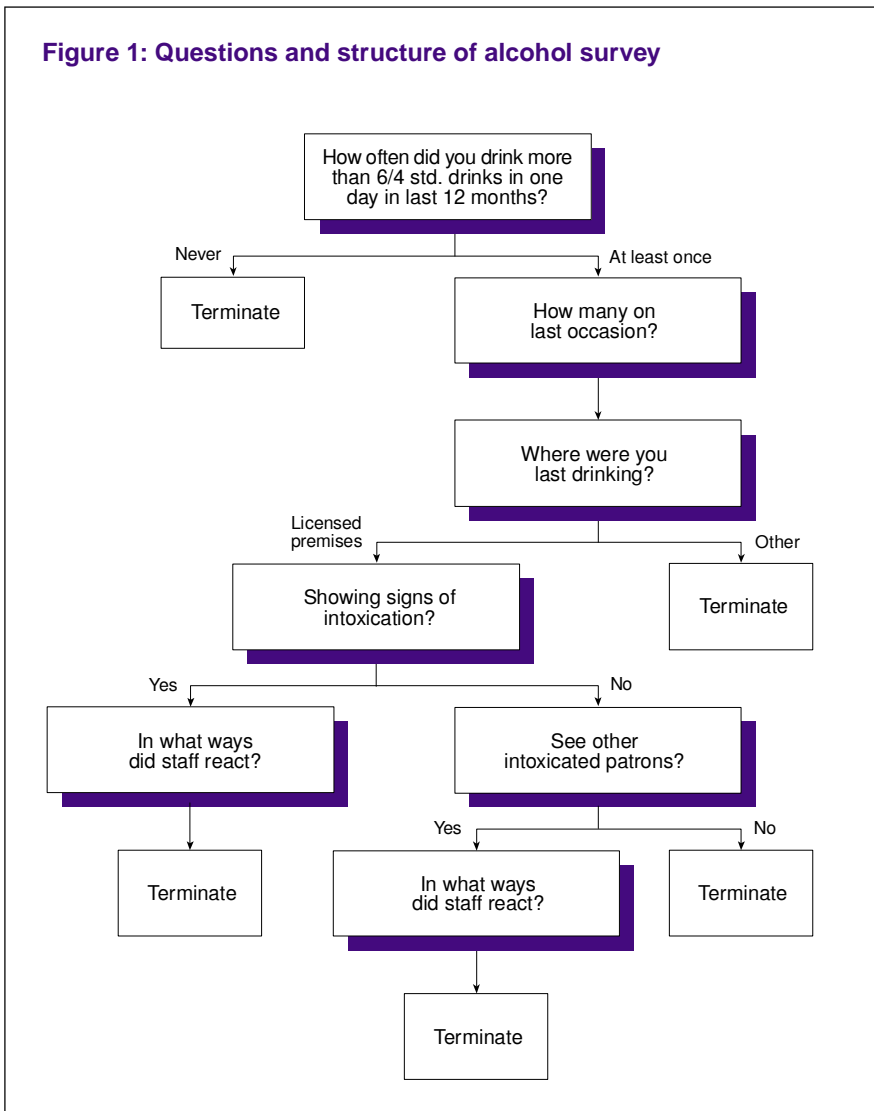 Figure 1: Questions and structure of alcohol survey
How often did you drink more
than 6/4 std. drinks in one
day in last 12 months?
Never
At least once
Terminate
How many on
last occasion?
Where were you
last drinking?
Licensed
premises
Other
Showing signs of
intoxication?
Terminate
Yes
No
In what ways
did staff react?
See other
intoxicated patrons?
Yes
No
Terminate
In what ways
did staff react?
Terminate
Terminate